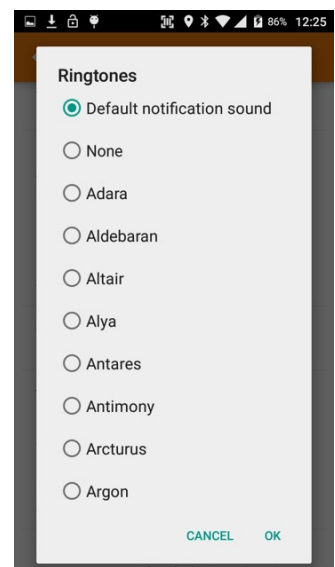 86% 12:25
Ringtones
Default notification sound
None
Adara
Aldebaran
Altair
Alya
Antares
Antimony
Arcturus
Argon
CANCEL OK